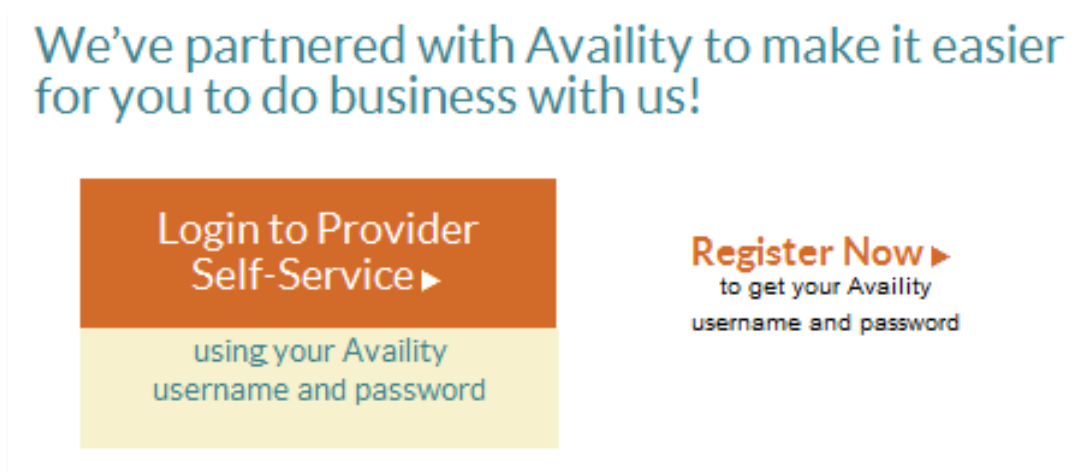 We've partnered with Availity to make it easier
for you to do business with us!
Login to Provider
Self-Service ▸
using your Availity
username and password
Register Now ▸
to get your Availity
username and password